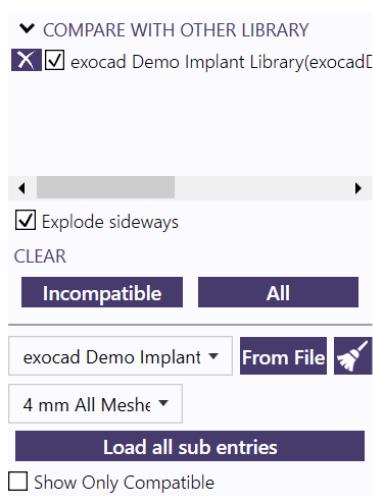 COMPARE WITH OTHER LIBRARY
exocad Demo Implant Library(exocad
Explode sideways
CLEAR
Incompatible All
exocad Demo Implant From File
4 mm All Meshe
Load all sub entries
Show Only Compatible